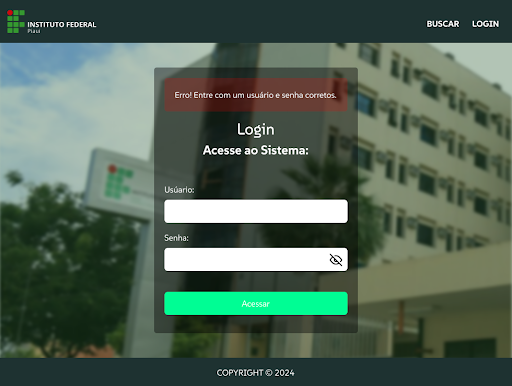 INSTITUTO FEDERAL
Piauí
BUSCAR LOGIN
Erro! Entre com um usuário e senha corretos.
Login
Acesse ao Sistema:
Usúario:
Senha:
Acessar
COPYRIGHT © 2024